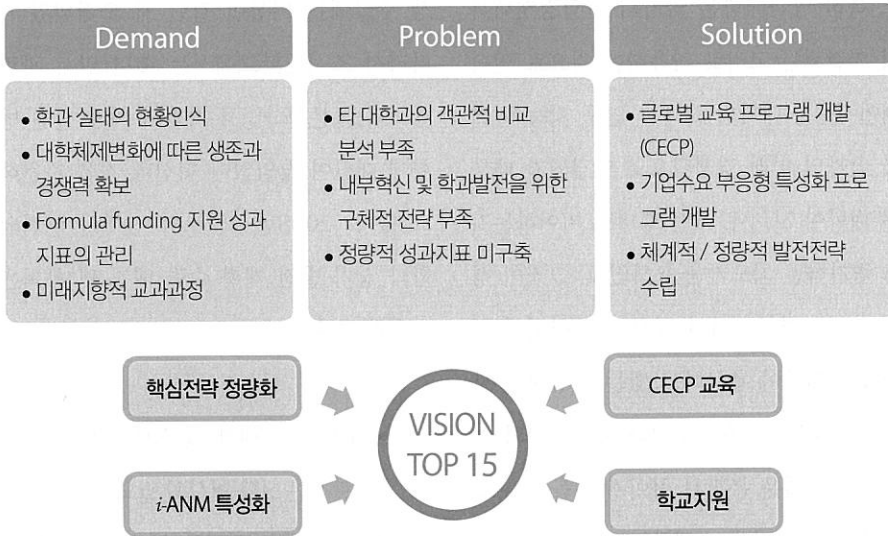 Demand
• 학과 실태의 현황인식
• 대학체제변화에 따른 생존과
경쟁력 확보
• Formula funding 지원 성과
지표의 관리
• 미래지향적 교과과정
Problem
• 타 대학과의 객관적 비교
분석 부족
• 내부혁신 및 학과발전을 위한
구체적 전략 부족
• 정량적 성과지표 미구축
Solution
• 글로벌 교육 프로그램 개발
(CECP)
• 기업수요 부응형 특성화 프로
그램 개발
• 체계적 / 정량적 발전전략
수립
핵심전략 정량화
i-ANM 특성화
VISION
TOP 15
CECP 교육
학교지원